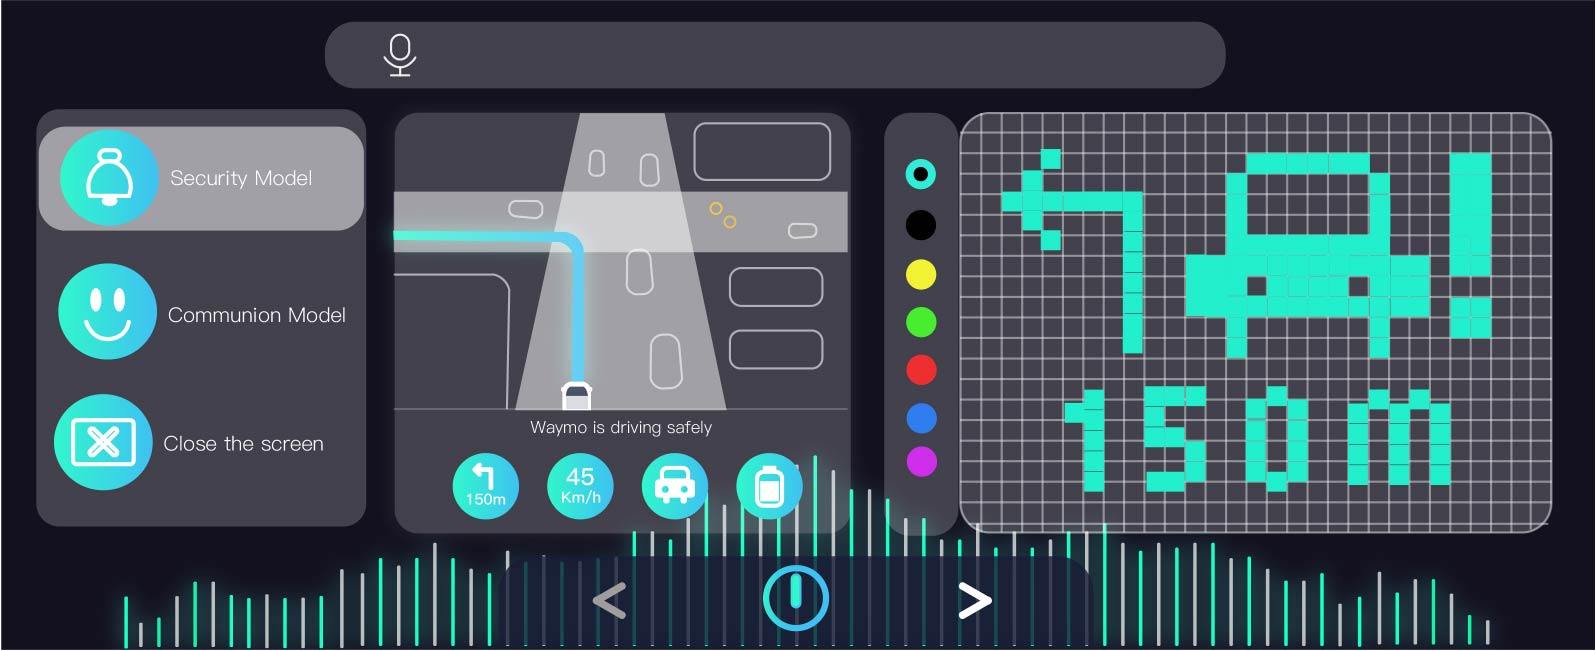 Security Model
Communion Model
Close the screen
Waymo is driving safely
150m
45
Km/h
150m